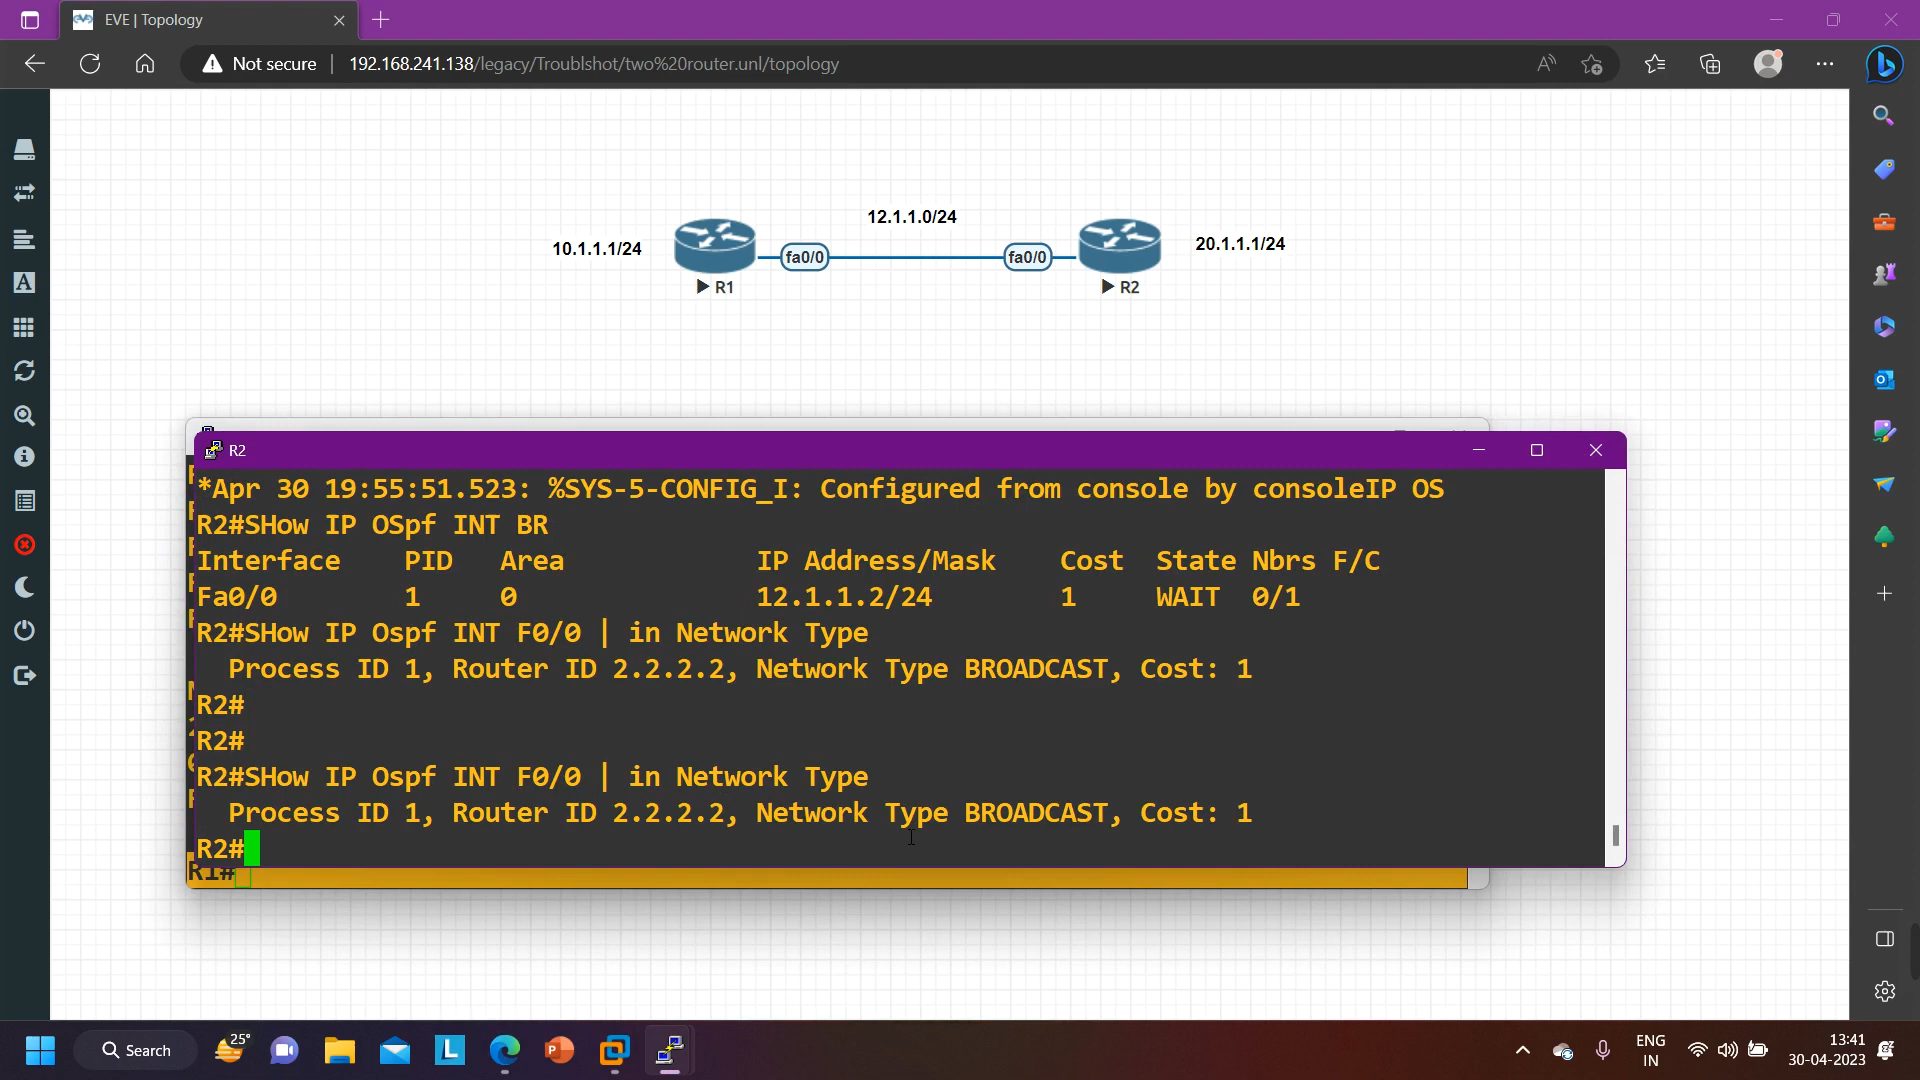 EVE | Topology
Not secure | 192.168.241.138/legacy/Troublshot/two%20router.unl/topology
12.1.1.0/24
10.1.1.1/24
fa0/0
fa0/0
20.1.1.1/24
R1
R2
R2
*Apr 30 19:55:51.523: %SYS-5-CONFIG_I: Configured from console by consoleIP OS
R2#SHow IP OSpf INT BR
Interface    PID   Area            IP Address/Mask    Cost  State Nbrs F/C
Fa0/0        1     0               12.1.1.2/24        1     WAIT  0/1
R2#SHow IP Ospf INT F0/0 | in Network Type
  Process ID 1, Router ID 2.2.2.2, Network Type BROADCAST, Cost: 1
R2#
R2#
R2#SHow IP Ospf INT F0/0 | in Network Type
  Process ID 1, Router ID 2.2.2.2, Network Type BROADCAST, Cost: 1
R2#
R1#
25°
Search
ENG
IN
13:41
30-04-2023